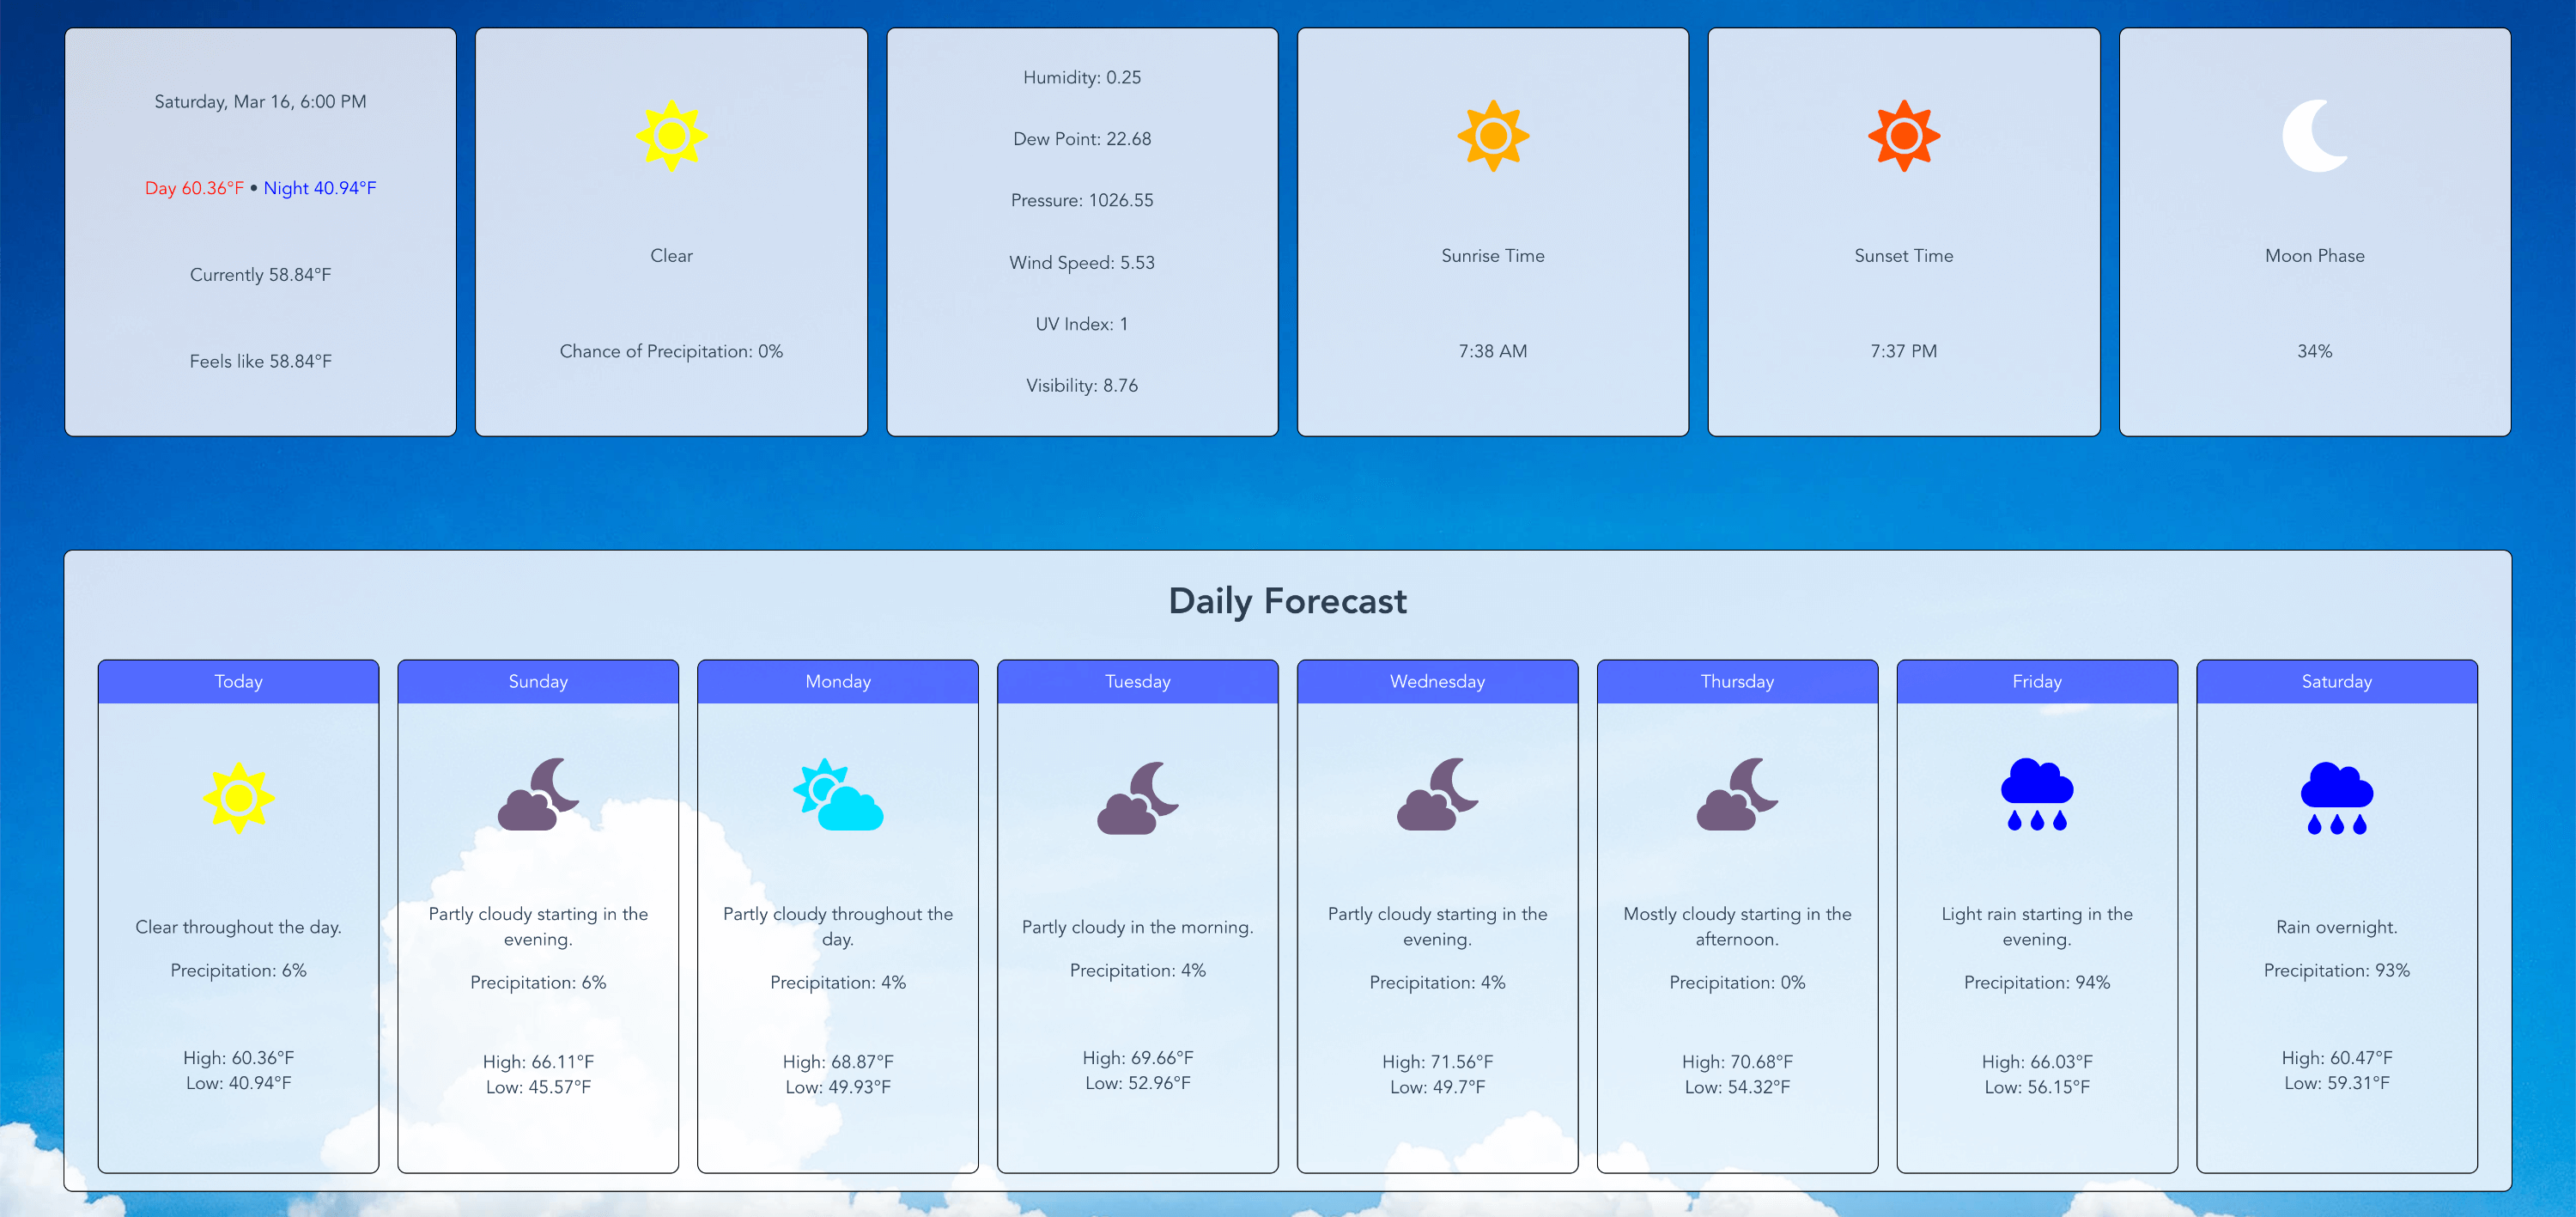 Saturday, Mar 16, 6:00 PM
Day 60.36°F • Night 40.94°F
Currently 58.84°F
Feels like 58.84°F
Clear
Chance of Precipitation: 0%
Humidity: 0.25
Dew Point: 22.68
Pressure: 1026.55
Wind Speed: 5.53
UV Index: 1
Visibility: 8.76
Sunrise Time
7:38 AM
Sunset Time
7:37 PM
Moon Phase
34%
Daily Forecast
Today
Clear throughout the day.
Precipitation: 6%
High: 60.36°F
Low: 40.94°F
Sunday
Partly cloudy starting in the
evening.
Precipitation: 6%
High: 66.11°F
Low: 45.57°F
Monday
Partly cloudy throughout the
day.
Precipitation: 4%
High: 68.87°F
Low: 49.93°F
Tuesday
Partly cloudy in the morning.
Precipitation: 4%
High: 69.66°F
Low: 52.96°F
Wednesday
Partly cloudy starting in the
evening.
Precipitation: 4%
High: 71.56°F
Low: 49.7°F
Thursday
Mostly cloudy starting in the
afternoon.
Precipitation: 0%
High: 70.68°F
Low: 54.32°F
Friday
Light rain starting in the
evening.
Precipitation: 94%
High: 66.03°F
Low: 56.15°F
Saturday
Rain overnight.
Precipitation: 93%
High: 60.47°F
Low: 59.31°F